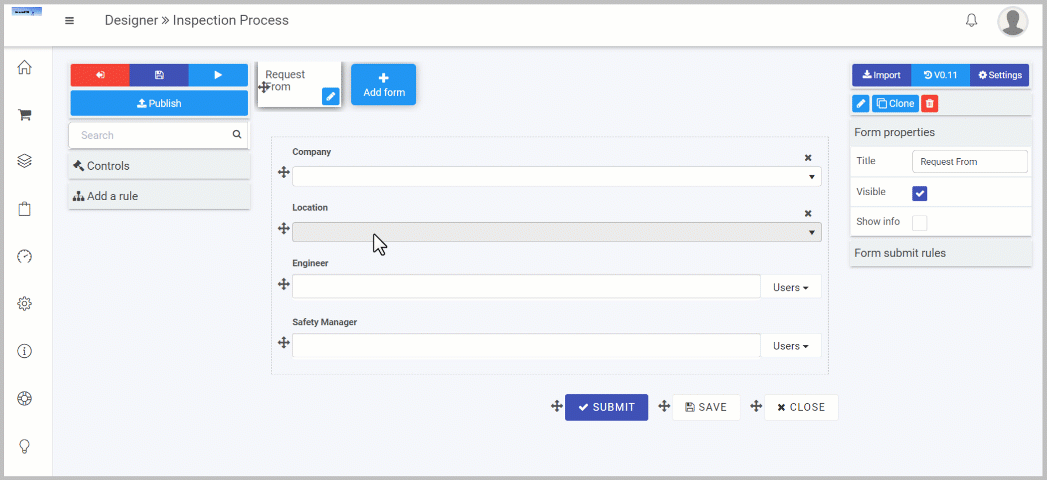 Designer » Inspection Process
Publish
Search
Controls
Add a rule
Request
From
Add form
Company
Location
Engineer
Users
Safety Manager
Users
SUBMIT
SAVE
CLOSE
Import
V0.11
Settings
Clone
Form properties
Title
Request From
Visible
Show info
Form submit rules